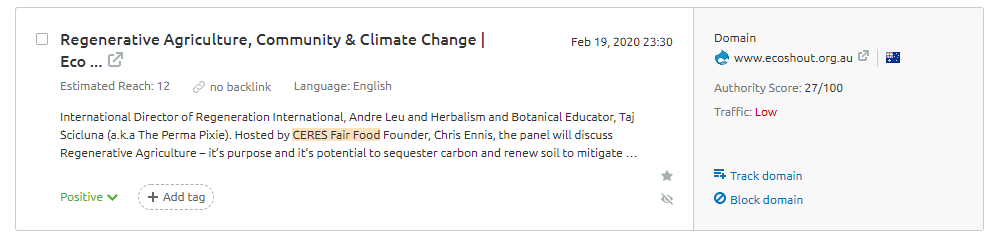 Regenerative Agriculture, Community & Climate Change |
Eco ...
Feb 19, 2020 23:30
Estimated Reach: 12
no backlink
Language: English
International Director of Regeneration International, Andre Leu and Herbalism and Botanical Educator, Taj
Scicluna (a.k.a The Perma Pixie). Hosted by CERES Fair Food Founder, Chris Ennis, the panel will discuss
Regenerative Agriculture – it’s purpose and it’s potential to sequester carbon and renew soil to mitigate ...
Positive
+ Add tag
Domain
www.ecoshout.org.au
Authority Score: 27/100
Traffic: Low
Track domain
Block domain